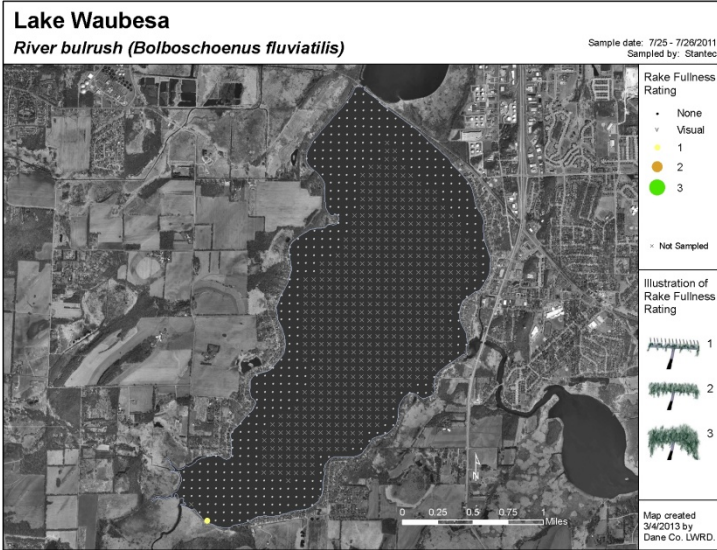 Lake Waubesa
River bulrush (Bolboschoenus fluviatilis)
Sample date: 7/25 - 7/26/2011
Sampled by: Stantec
Rake Fullness
Rating
None
Visual
1
2
3
× Not Sampled
Illustration of
Rake Fullness
Rating
1
2
3
N
0 0.25 0.5 0.75 1
Miles
Map created
3/4/2013 by
Dane Co. LWRD.